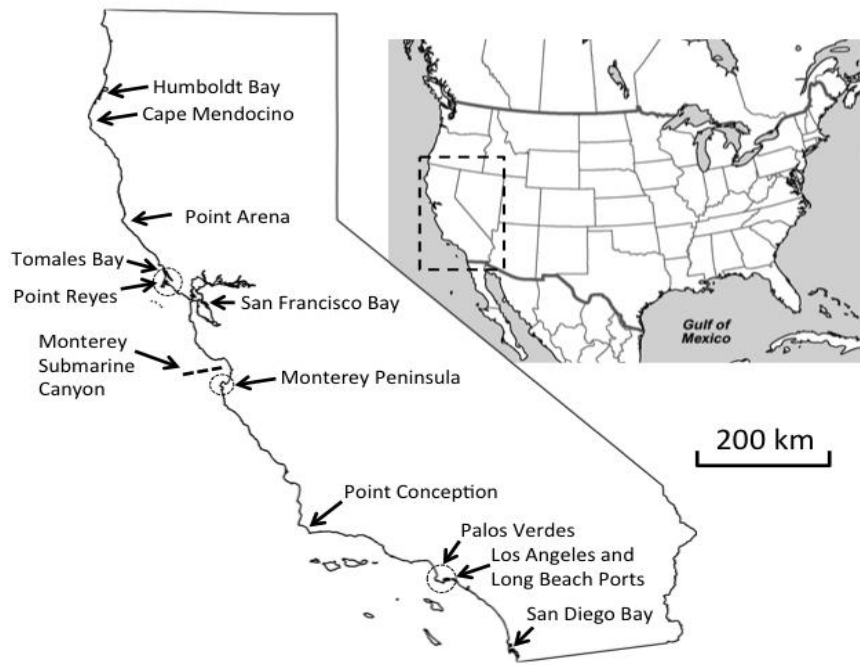 Humboldt Bay
Cape Mendocino
Point Arena
Tomales Bay
Point Reyes
San Francisco Bay
Monterey
Submarine
Canyon
Monterey Peninsula
Gulf of
Mexico
200 km
Point Conception
Palos Verdes
Los Angeles and
Long Beach Ports
San Diego Bay